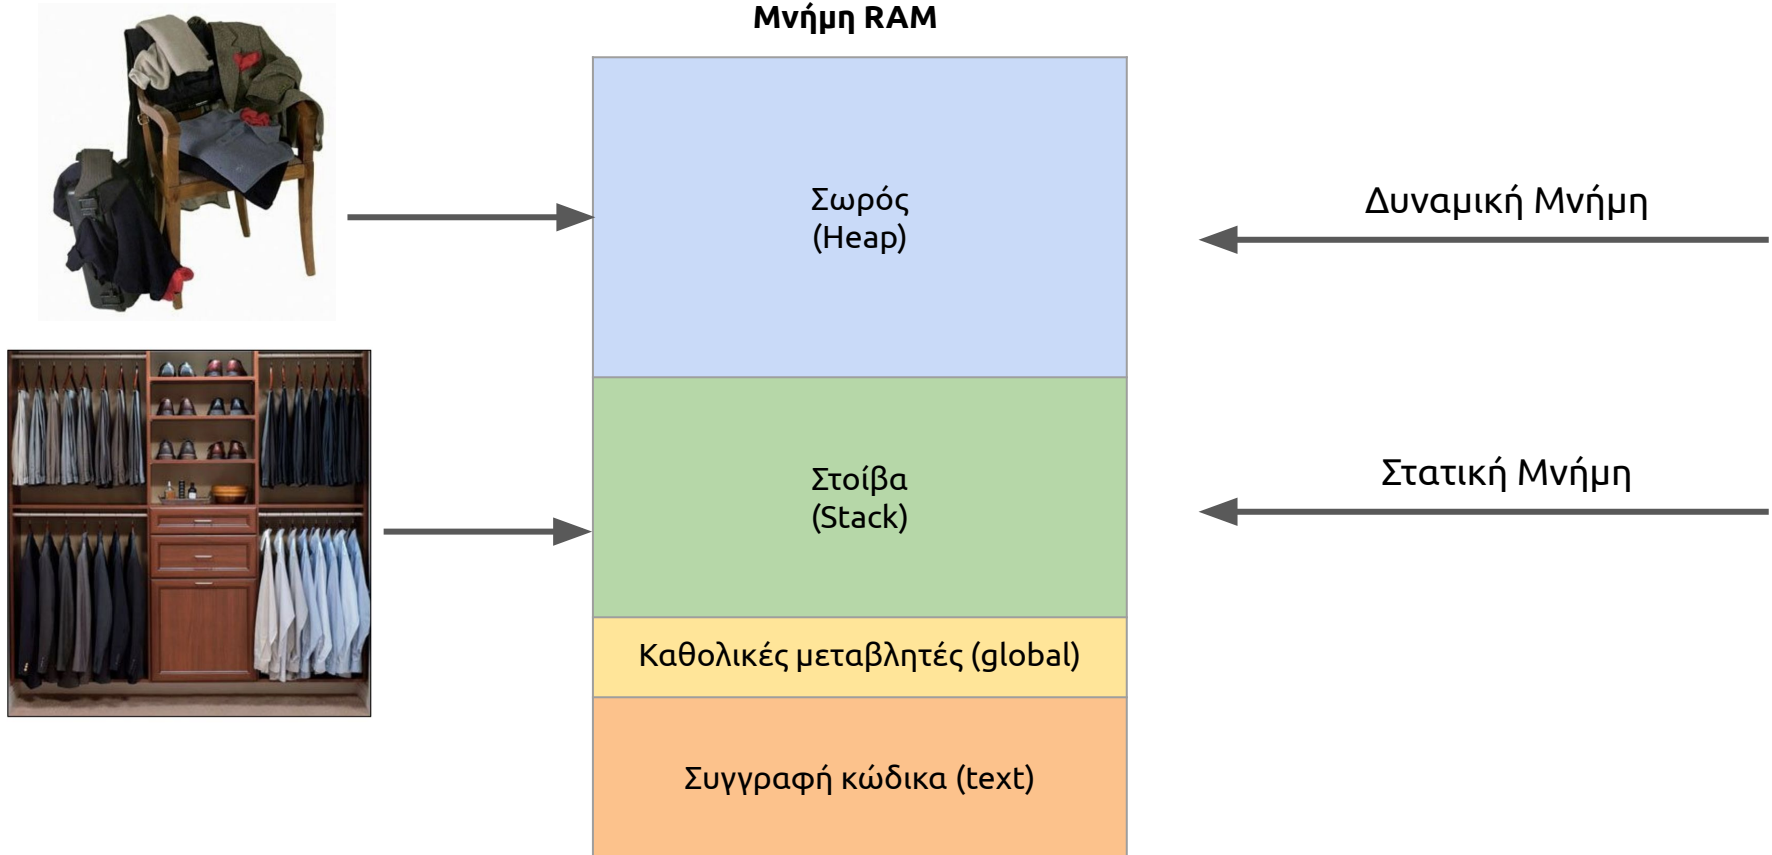 Μνήμη RAM
Σωρός
(Heap)
Δυναμική Μνήμη
Στοίβα
(Stack)
Στατική Μνήμη
Καθολικές μεταβλητές (global)
Συγγραφή κώδικα (text)